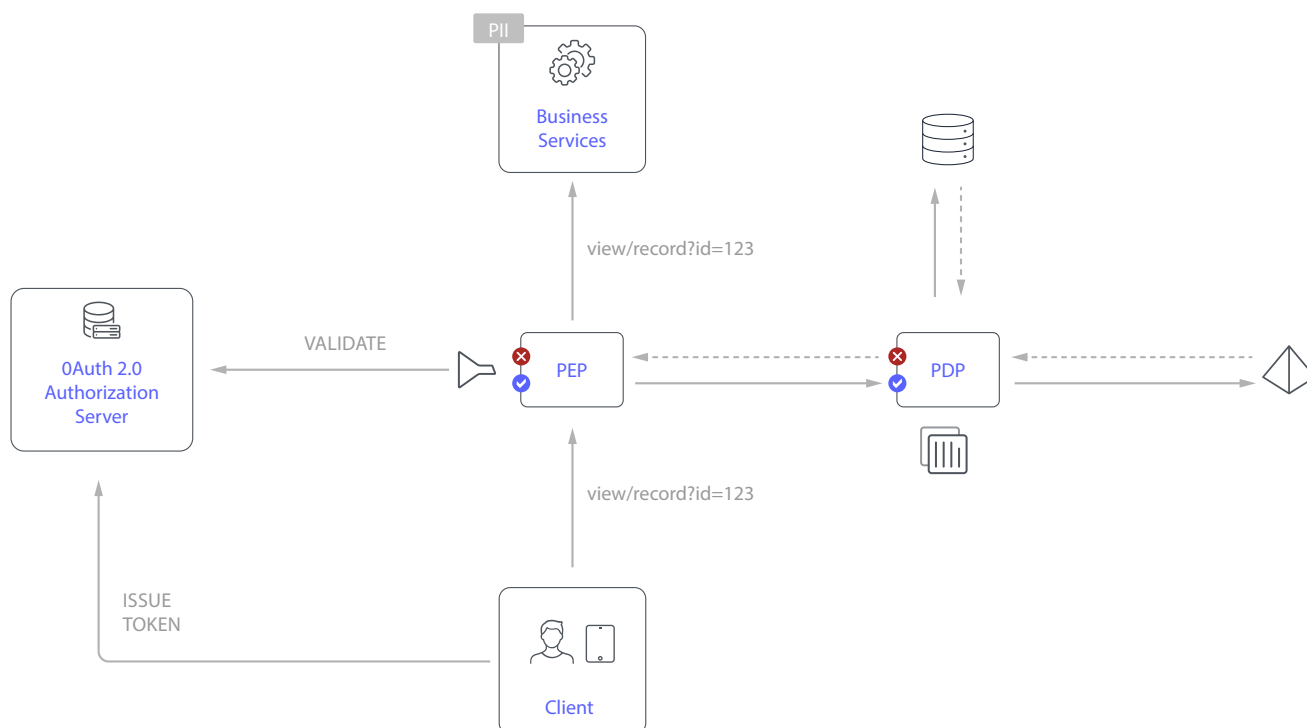 PII
Business
Services
view/record?id=123
VALIDATE
0Auth 2.0
Authorization
Server
PEP
PDP
view/record?id=123
ISSUE
TOKEN
Client